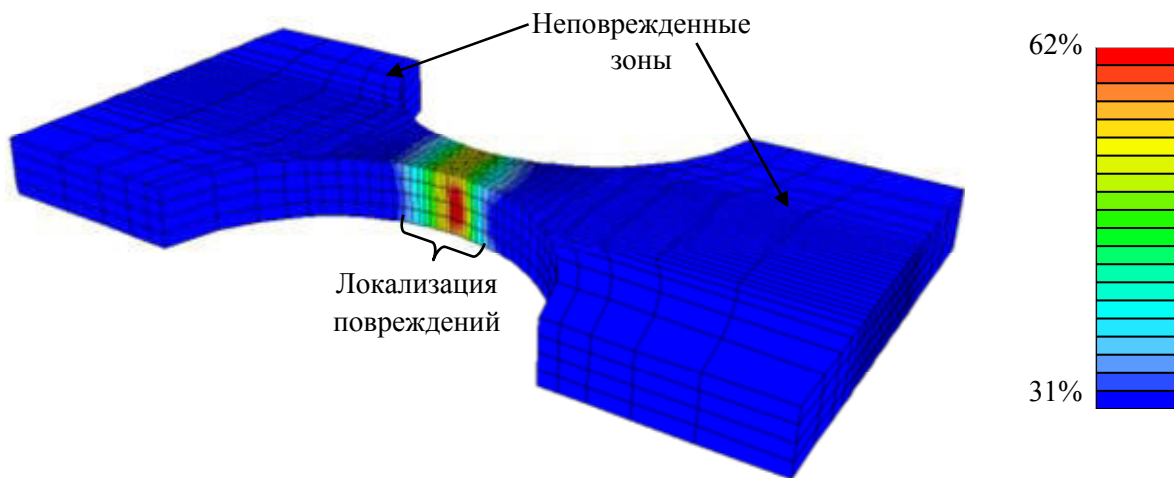 Неповрежденные
зоны
62%
Локализация
повреждений
31%